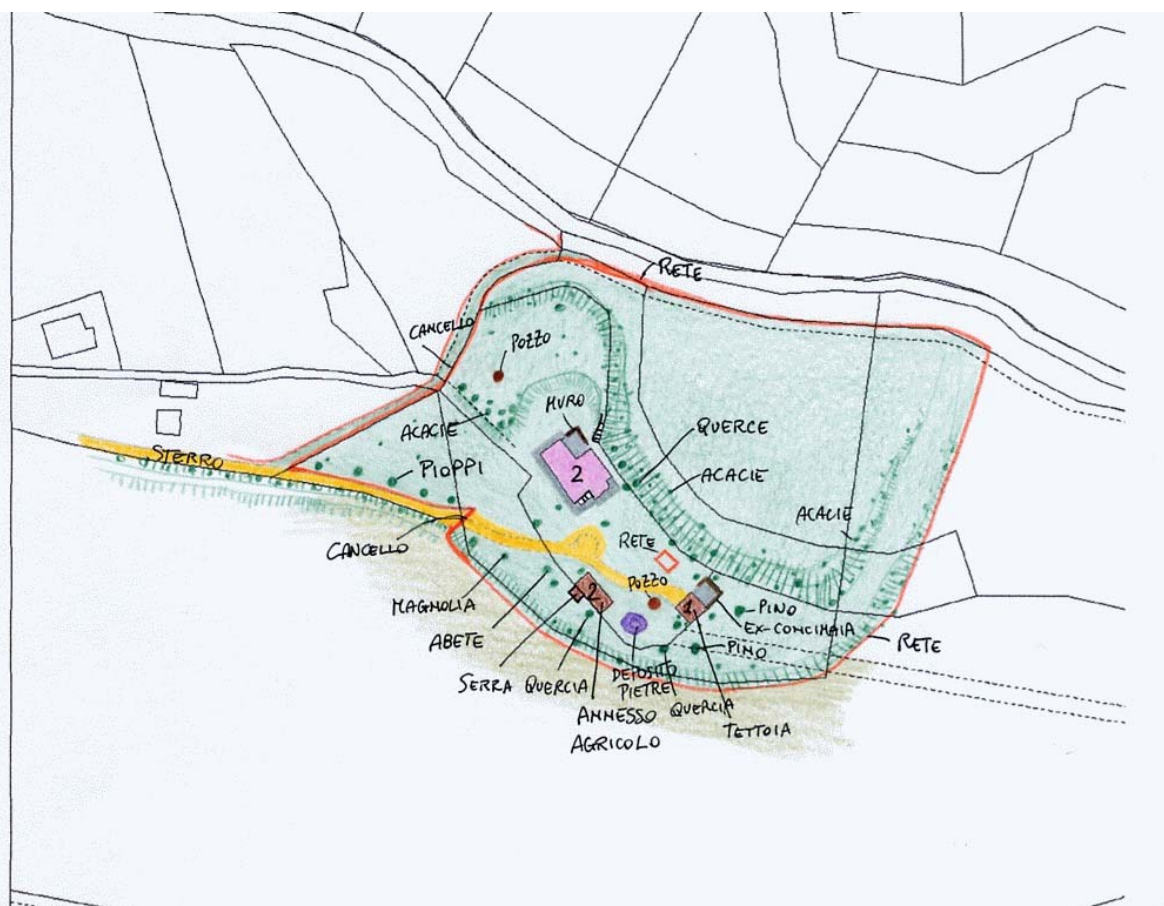 RETE
CANCELLO
POZZO
MURO
ACACIE
QUERCE
STERRO
PIOPPI
2
ACACIE
ACACIE
CANCELLO
RETE
MAGNOLIA
2
POZZO
1
PINO
EX-CONCIMAIA
ABETE
PINO
RETE
SERRA
QUERCIA
DEPOSITO
PIETRE
QUERCIA
ANNESSO
AGRICOLO
TETTOIA